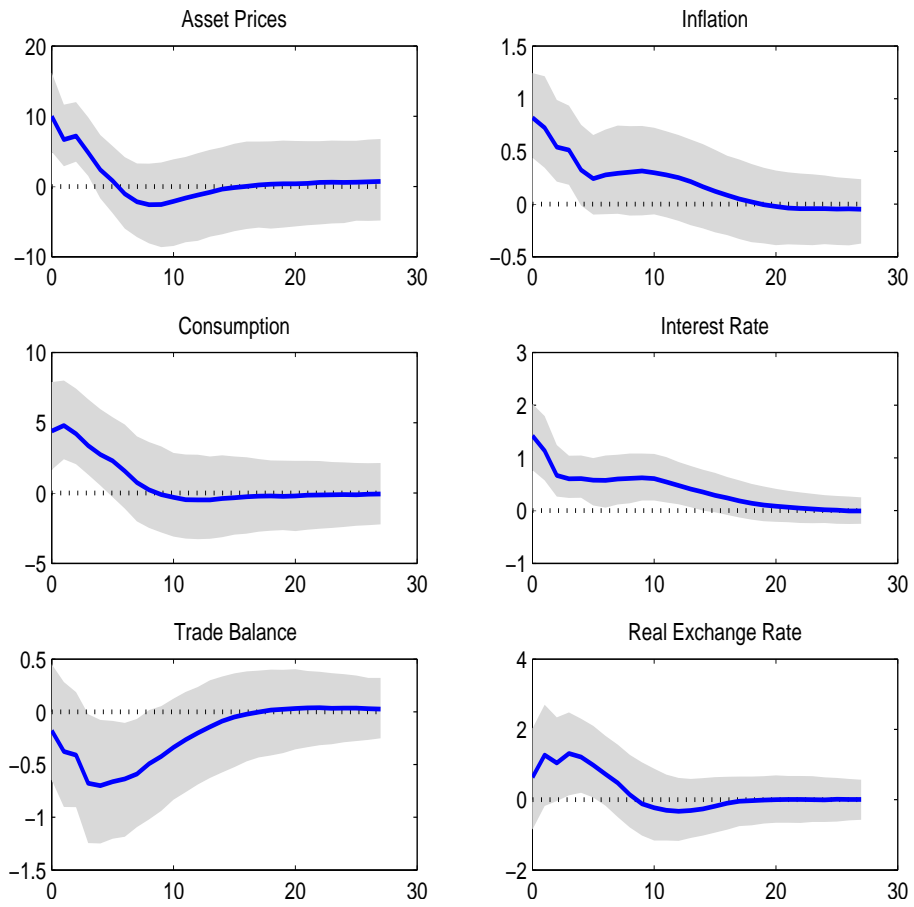 Asset Prices
20
10
0
−10
0 10 20 30
Inflation
1.5
1
0.5
0
−0.5
0 10 20 30
Consumption
10
5
0
−5
0 10 20 30
Interest Rate
3
2
1
0
−1
0 10 20 30
Trade Balance
0.5
0
−0.5
−1
−1.5
0 10 20 30
Real Exchange Rate
4
2
0
−2
0 10 20 30